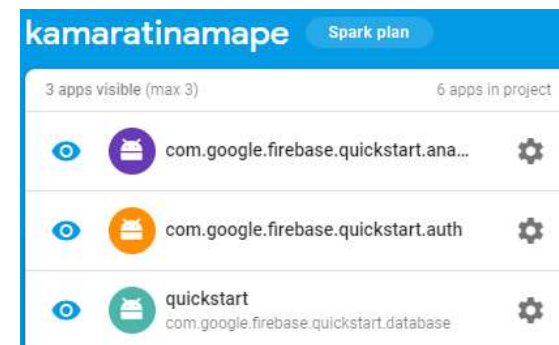 kamaratinamape Spark plan
3 apps visible (max 3) 6 apps in project
com.google.firebase.quickstart.ana...
com.google.firebase.quickstart.auth
quickstart
com.google.firebase.quickstart.database